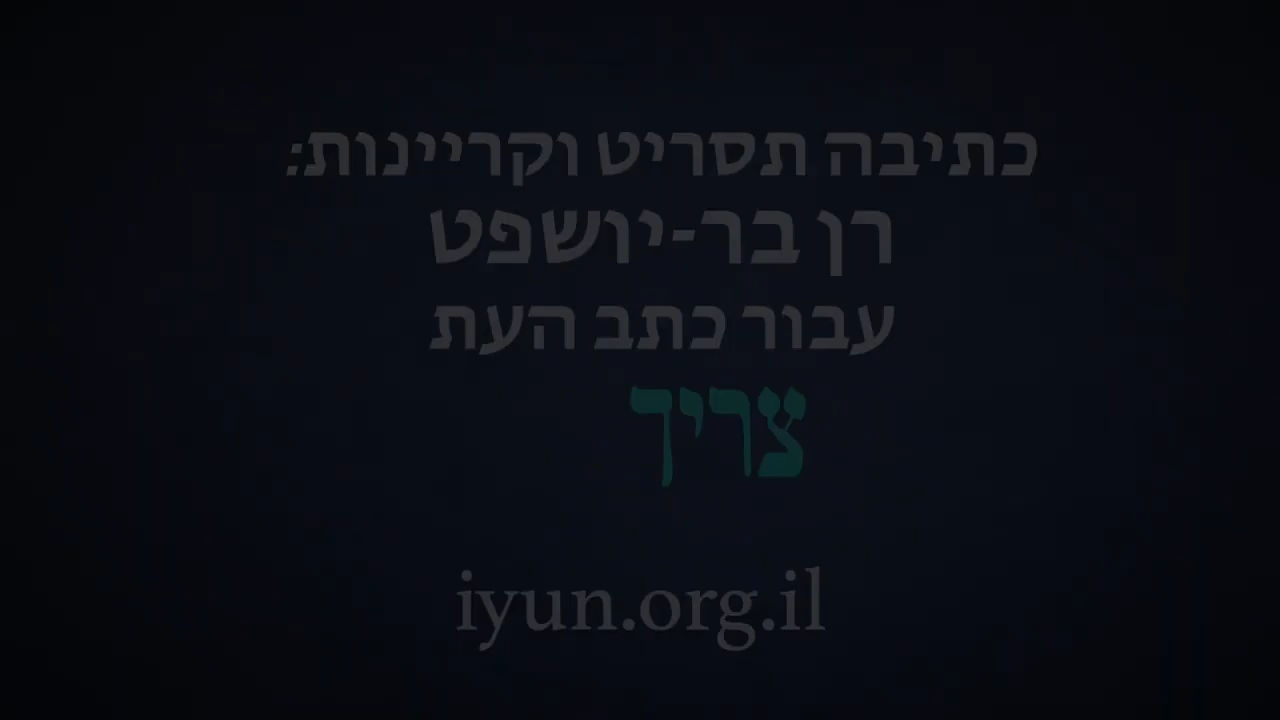 כתיבה תסריט וקריינות:
רן בר-יושפט
עבור כתב העת
צריך
iyun.org.il